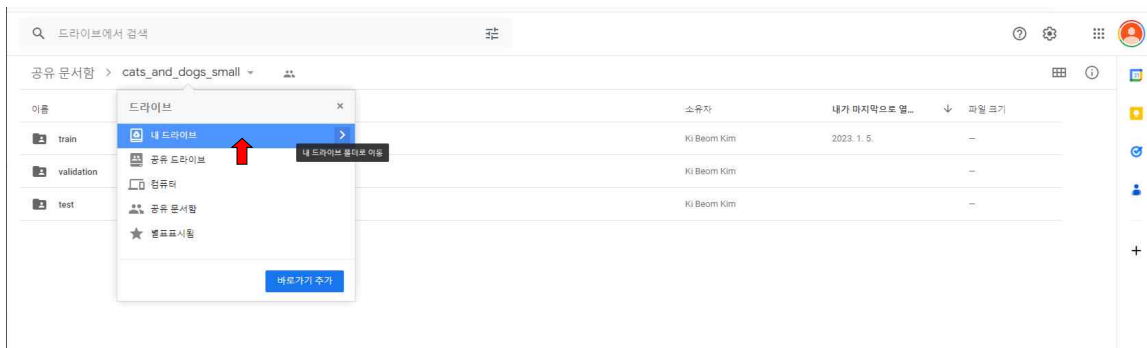 드라이브에서 검색
공유 문서함 > cats_and_dogs_small
이름 소유자 내가 마지막으로 열... 파일 크기
드라이브 ×
train Ki Beom Kim 2023. 1. 5. –
내 드라이브 >
내 드라이브 폴더로 이동
validation Ki Beom Kim –
공유 드라이브
컴퓨터
test Ki Beom Kim –
공유 문서함
별표표시됨
바로가기 추가